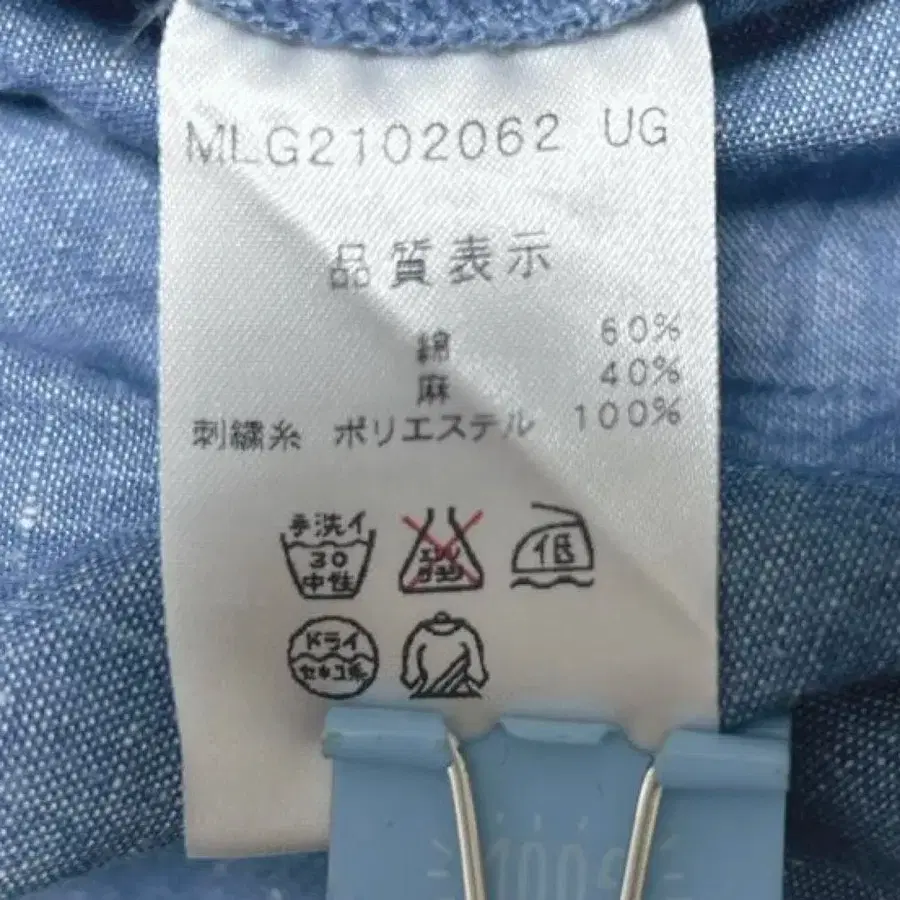 MLG2102062 UG
品質表示
綿 60%
麻 40%
刺繍糸 ポリエステル 100%
手洗イ
30
中性
エンソ
サラシ
低
ドライ
セキユ系
100%